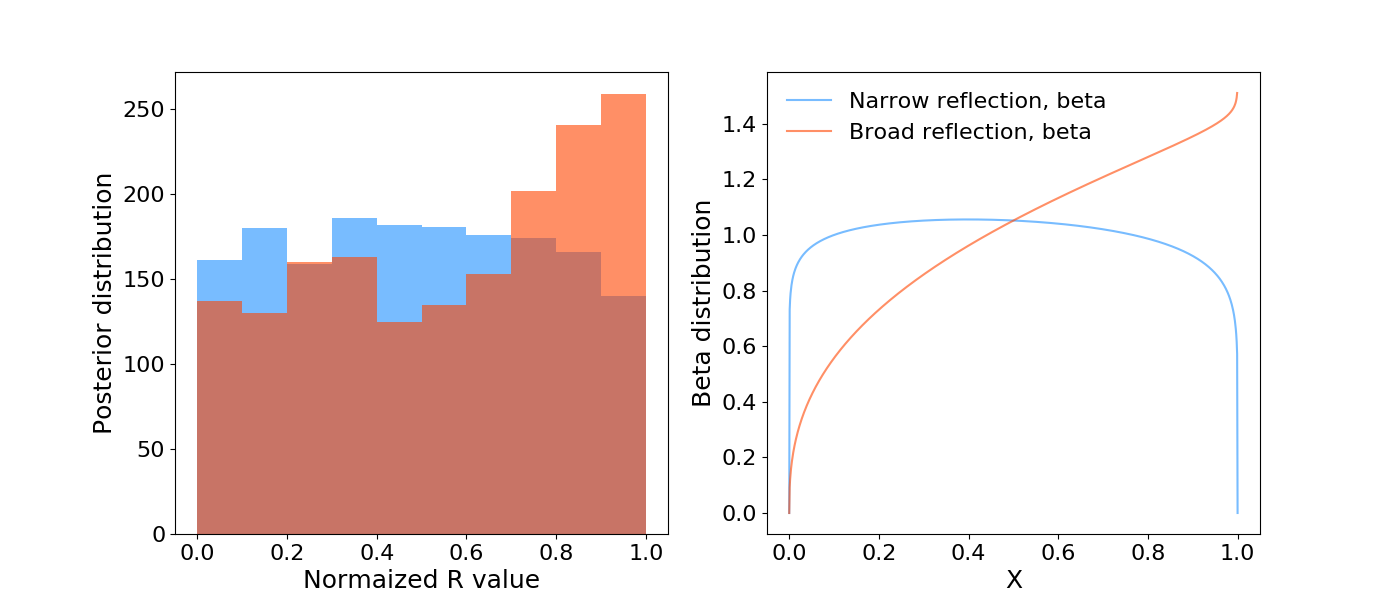 Posterior distribution
250
200
150
100
50
0
0.0 0.2 0.4 0.6 0.8 1.0
Normaized R value
Beta distribution
1.4
1.2
1.0
0.8
0.6
0.4
0.2
0.0
0.0 0.2 0.4 0.6 0.8 1.0
X
Narrow reflection, beta
Broad reflection, beta